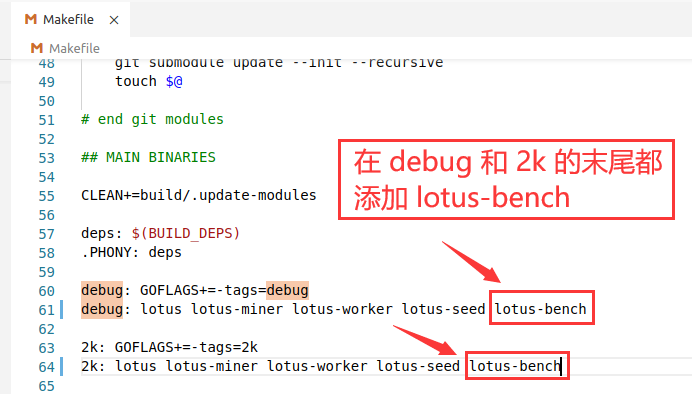 Makefile
Makefile
48 git submodule update --init --recursive
49 touch $@
50
51 # end git modules
52
53 ## MAIN BINARIES
54
55 CLEAN+=build/.update-modules
56
57 deps: $(BUILD_DEPS)
58 .PHONY: deps
59
60 debug: GOFLAGS+=-tags=debug
61 debug: lotus lotus-miner lotus-worker lotus-seed lotus-bench
62
63 2k: GOFLAGS+=-tags=2k
64 2k: lotus lotus-miner lotus-worker lotus-seed lotus-bench
65
在 debug 和 2k 的末尾都
添加 lotus-bench